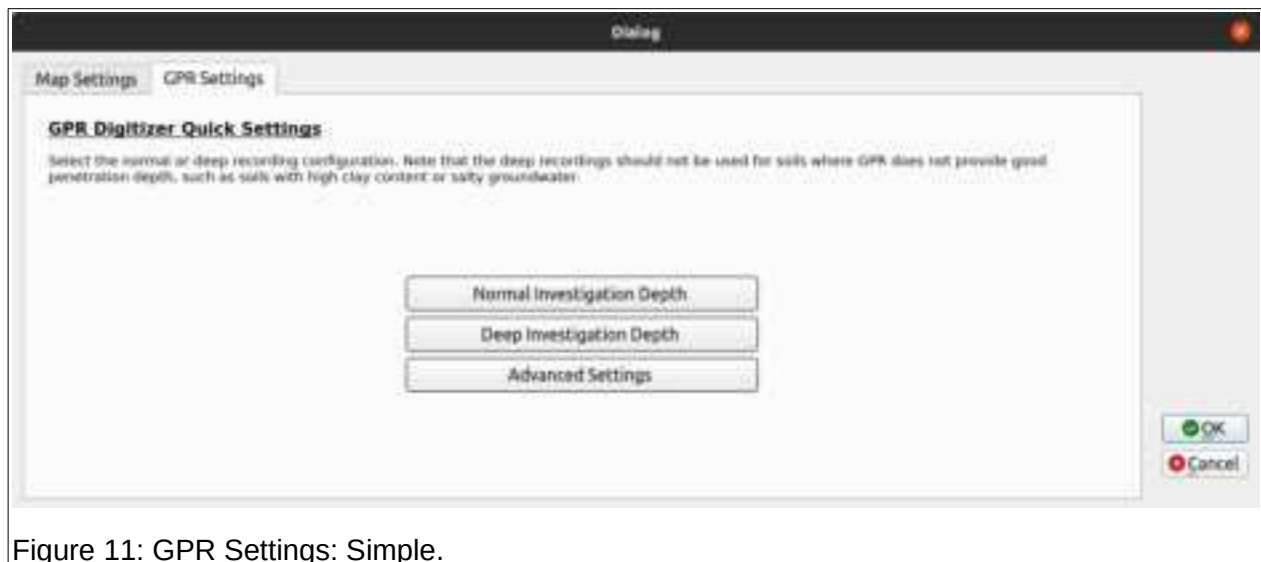 Dialog
Map Settings GPR Settings
GPR Digitizer Quick Settings
Select the normal or deep recording configuration. Note that the deep recordings should not be used for soils where GPR does not provide good
penetration depth, such as soils with high clay content or salty groundwater.
Normal Investigation Depth
Deep Investigation Depth
Advanced Settings
OK
Cancel
Figure 11: GPR Settings: Simple.